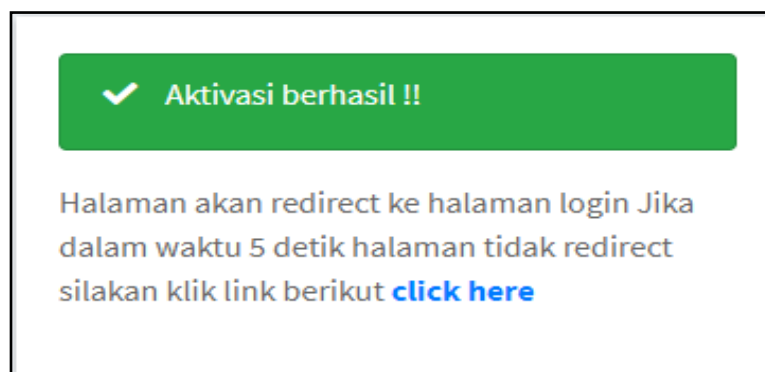 Aktivasi berhasil !!
Halaman akan redirect ke halaman login Jika
dalam waktu 5 detik halaman tidak redirect
silakan klik link berikut click here